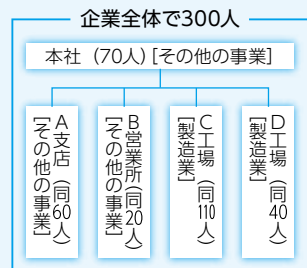 企業全体で300人
本社（70人）[その他の事業]
A支店（同60人）
[その他の事業]
B営業所（同20人）
[その他の事業]
C工場（同110人）
[製造業]
D工場（同40人）
[製造業]